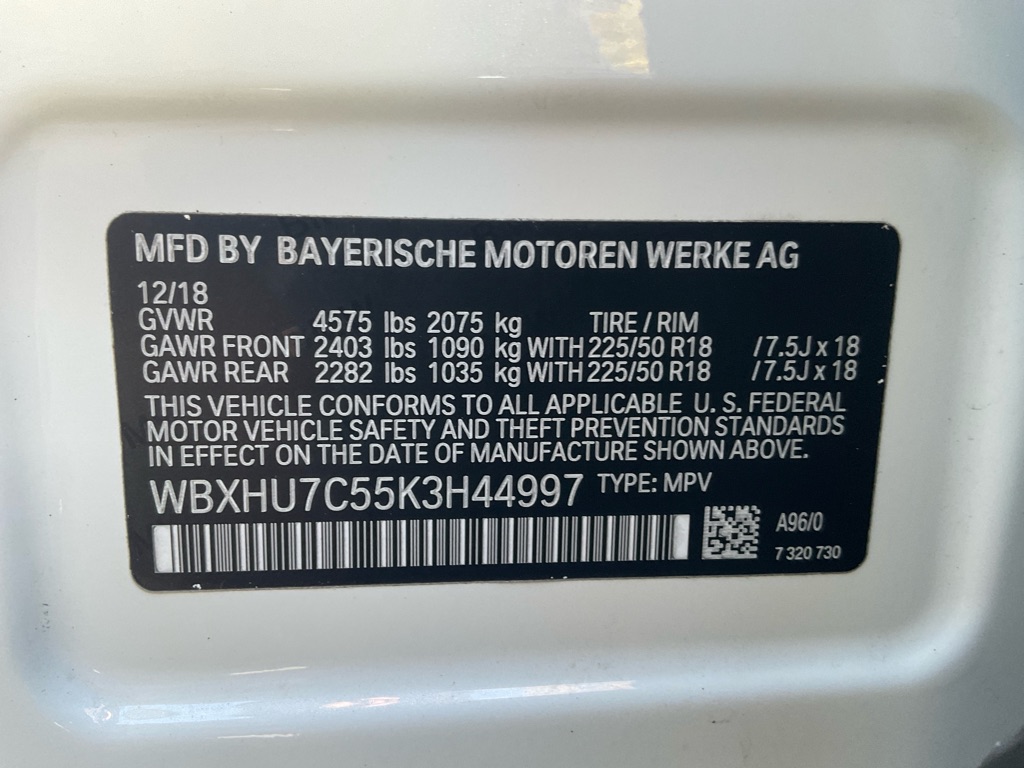 MFD BY BAYERISCHE MOTOREN WERKE AG
12/18
GVWR 4575 lbs 2075 kg TIRE / RIM
GAWR FRONT 2403 lbs 1090 kg WITH 225/50 R18 / 7.5J x 18
GAWR REAR 2282 lbs 1035 kg WITH 225/50 R18 / 7.5J x 18
THIS VEHICLE CONFORMS TO ALL APPLICABLE U. S. FEDERAL
MOTOR VEHICLE SAFETY AND THEFT PREVENTION STANDARDS
IN EFFECT ON THE DATE OF MANUFACTURE SHOWN ABOVE.
WBXHU7C55K3H44997 TYPE: MPV
A96/0
7 320 730